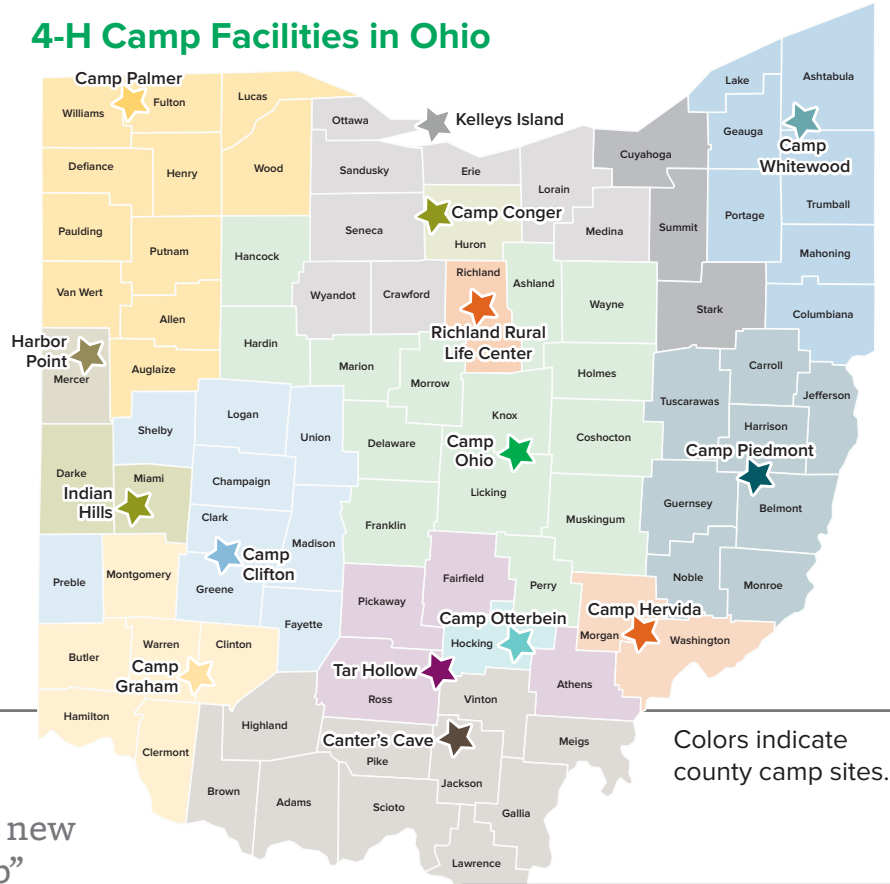 4-H Camp Facilities in Ohio
Camp Palmer
Williams
Fulton
Lucas
Ottawa
Kelleys Island
Lake
Ashtabula
Geauga
Camp
Whitewood
Cuyahoga
Defiance
Henry
Wood
Sandusky
Erie
Lorain
Trumball
Portage
Summit
Medina
Paulding
Putnam
Hancock
Seneca
Camp Conger
Huron
Mahoning
Van Wert
Allen
Wyandot
Crawford
Richland
Ashland
Wayne
Stark
Columbiana
Richland Rural
Life Center
Harbor
Point
Mercer
Auglaize
Hardin
Marion
Morrow
Holmes
Carroll
Tuscarawas
Jefferson
Harrison
Shelby
Logan
Union
Delaware
Knox
Camp
Ohio
Coshocton
Camp Piedmont
Darke
Miami
Indian
Hills
Champaign
Licking
Guernsey
Belmont
Clark
Madison
Franklin
Muskingum
Camp
Clifton
Preble
Montgomery
Greene
Fairfield
Perry
Noble
Monroe
Fayette
Pickaway
Camp Otterbein
Hocking
Camp Hervida
Morgan
Washington
Butler
Warren
Clinton
Camp
Graham
Tar Hollow
Ross
Athens
Vinton
Hamilton
Clermont
Highland
Canter's Cave
Pike
Jackson
Meigs
Colors indicate
county camp sites.
Brown
Adams
Scioto
Gallia
Lawrence
new
”